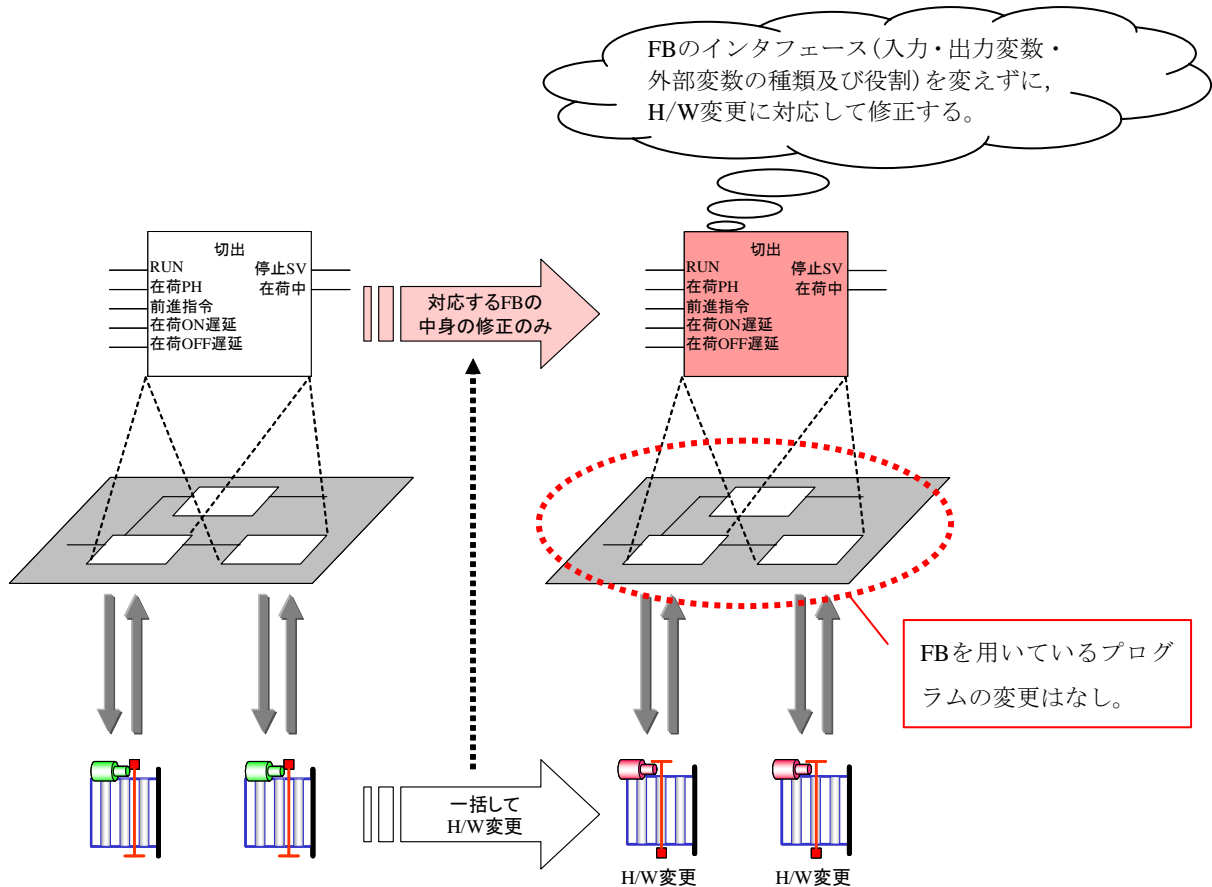 FBのインタフェース（入力・出力変数・
外部変数の種類及び役割）を変えずに，
H/W変更に対応して修正する。
切出
RUN
在荷PH
前進指令
在荷ON遅延
在荷OFF遅延
停止SV
在荷中
対応するFBの
中身の修正のみ
切出
RUN
在荷PH
前進指令
在荷ON遅延
在荷OFF遅延
停止SV
在荷中
FBを用いているプログ
ラムの変更はなし。
一括して
H/W変更
H/W変更
H/W変更